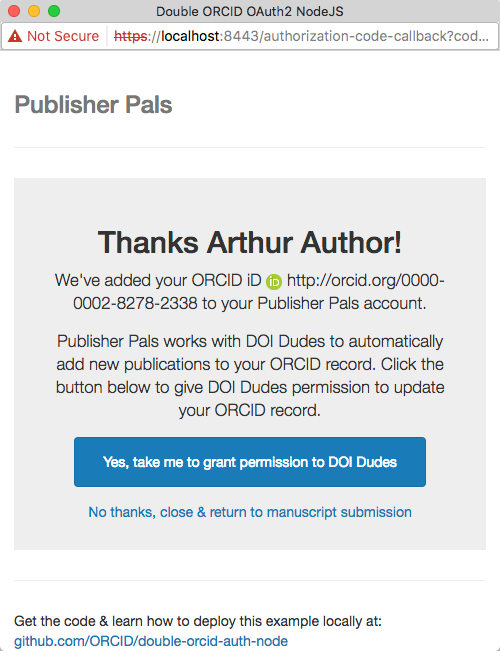 Double ORCID OAuth2 NodeJS
Not Secure https://localhost:8443/authorization-code-callback?cod...
Publisher Pals
Thanks Arthur Author!
We've added your ORCID iD iD http://orcid.org/0000-
0002-8278-2338 to your Publisher Pals account.
Publisher Pals works with DOI Dudes to automatically
add new publications to your ORCID record. Click the
button below to give DOI Dudes permission to update
your ORCID record.
Yes, take me to grant permission to DOI Dudes
No thanks, close & return to manuscript submission
Get the code & learn how to deploy this example locally at:
github.com/ORCID/double-orcid-auth-node